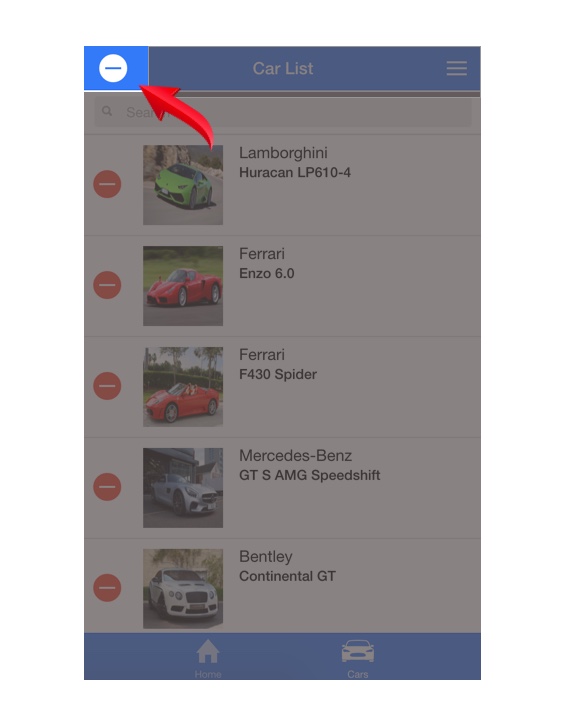 Car List
Search
Lamborghini
Huracan LP610-4
Ferrari
Enzo 6.0
Ferrari
F430 Spider
Mercedes-Benz
GT S AMG Speedshift
Bentley
Continental GT
Home
Cars